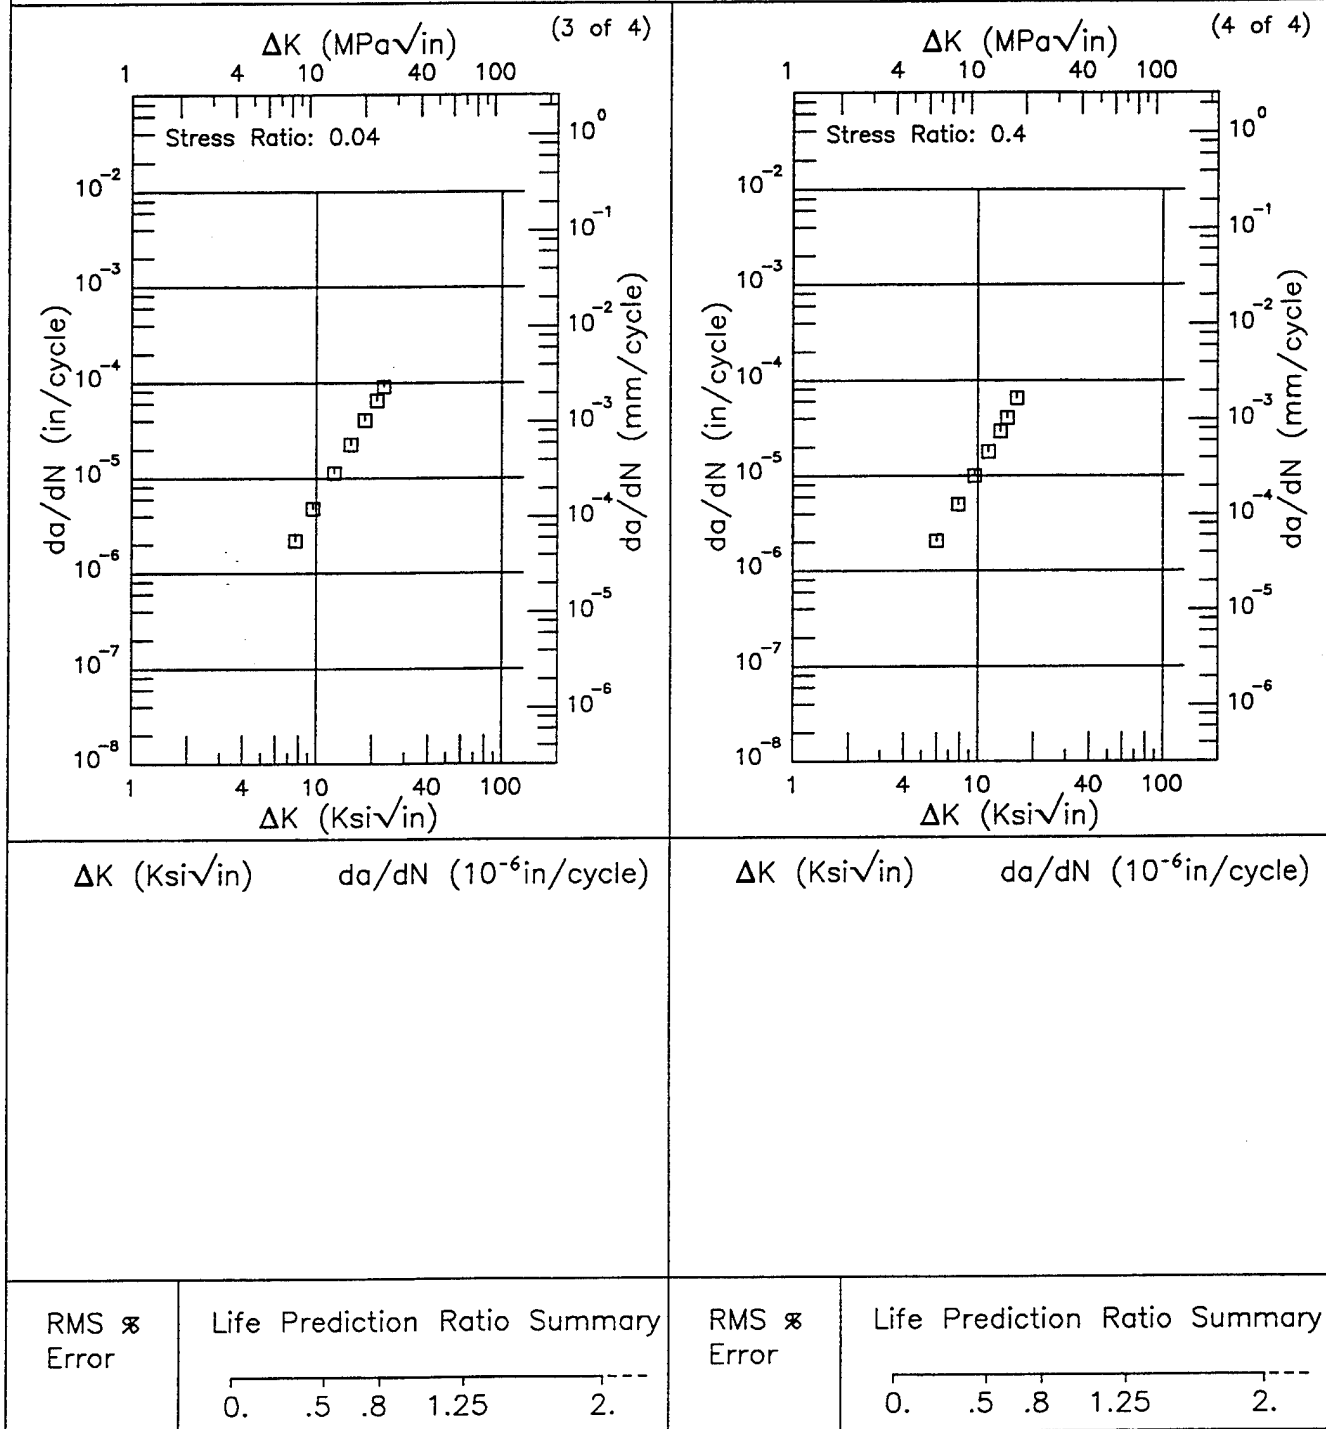 (3 of 4)
ΔK (MPa√in)
1 4 10 40 100
Stress Ratio: 0.04
10⁰
10⁻¹
10⁻²
10⁻³
10⁻⁴
10⁻⁵
10⁻⁶
da/dN (mm/cycle)
10⁻²
10⁻³
10⁻⁴
10⁻⁵
10⁻⁶
10⁻⁷
10⁻⁸
da/dN (in/cycle)
1 4 10 40 100
ΔK (Ksi√in)
ΔK (Ksi√in) da/dN (10⁻⁶in/cycle)
RMS %
Error
Life Prediction Ratio Summary
0. .5 .8 1.25 2.
(4 of 4)
ΔK (MPa√in)
1 4 10 40 100
Stress Ratio: 0.4
10⁰
10⁻¹
10⁻²
10⁻³
10⁻⁴
10⁻⁵
10⁻⁶
da/dN (mm/cycle)
10⁻²
10⁻³
10⁻⁴
10⁻⁵
10⁻⁶
10⁻⁷
10⁻⁸
da/dN (in/cycle)
1 4 10 40 100
ΔK (Ksi√in)
ΔK (Ksi√in) da/dN (10⁻⁶in/cycle)
RMS %
Error
Life Prediction Ratio Summary
0. .5 .8 1.25 2.